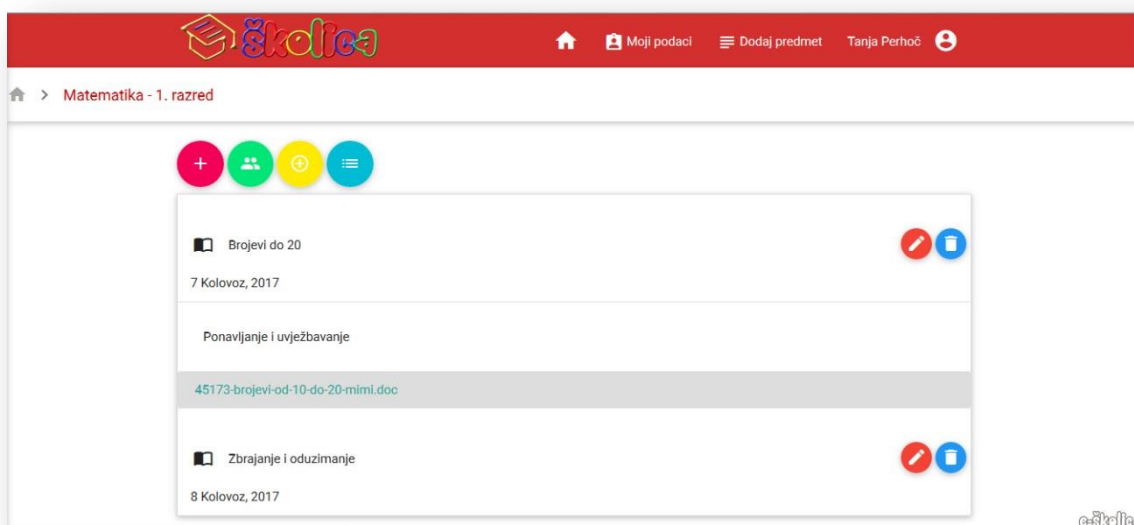 školica
Moji podaci
Dodaj predmet
Tanja Perhoč
Matematika - 1. razred
Brojevi do 20
7 Kolovoz, 2017
Ponavljanje i uvježbavanje
45173-brojevi-od-10-do-20-mimi.doc
Zbrajanje i oduzimanje
8 Kolovoz, 2017